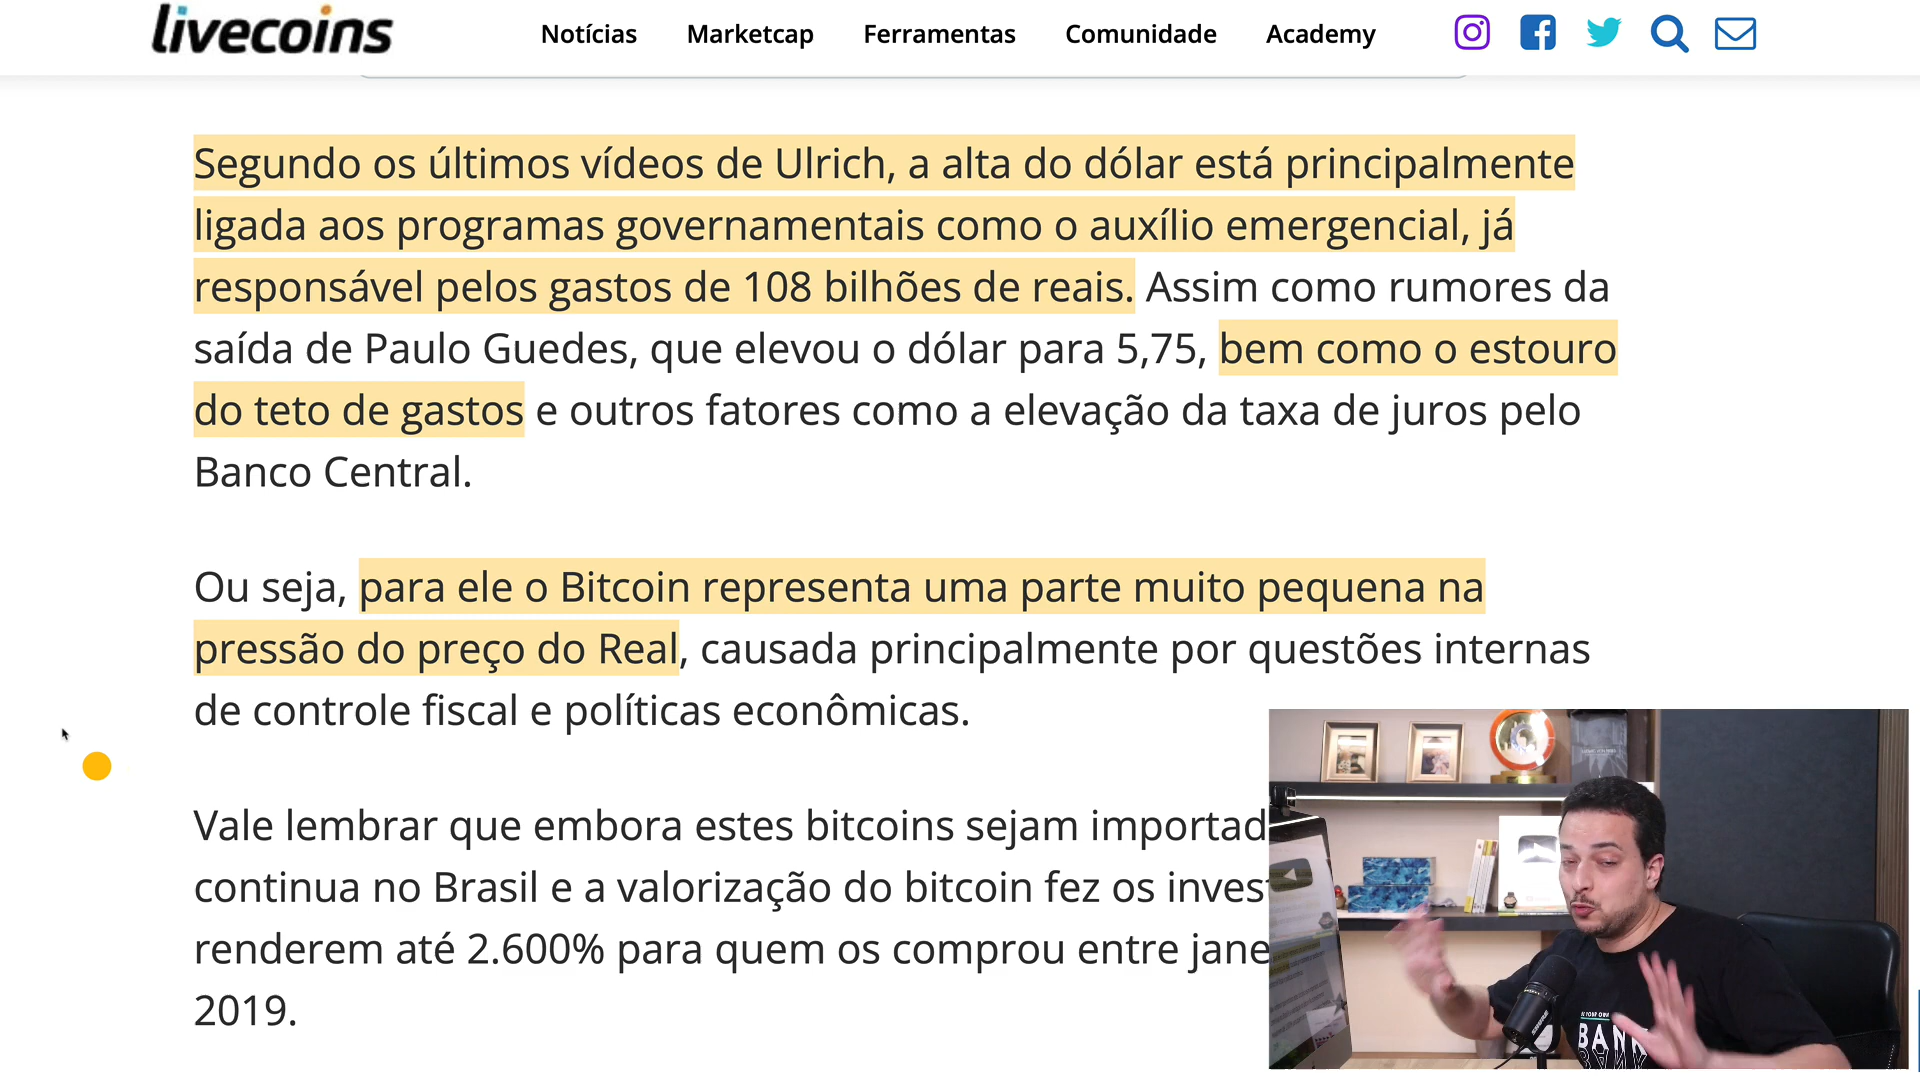 livecoins
Notícias Marketcap Ferramentas Comunidade Academy
Segundo os últimos vídeos de Ulrich, a alta do dólar está principalmente
ligada aos programas governamentais como o auxílio emergencial, já
responsável pelos gastos de 108 bilhões de reais. Assim como rumores da
saída de Paulo Guedes, que elevou o dólar para 5,75, bem como o estouro
do teto de gastos e outros fatores como a elevação da taxa de juros pelo
Banco Central.
Ou seja, para ele o Bitcoin representa uma parte muito pequena na
pressão do preço do Real, causada principalmente por questões internas
de controle fiscal e políticas econômicas.
Vale lembrar que embora estes bitcoins sejam importad
continua no Brasil e a valorização do bitcoin fez os inves
renderem até 2.600% para quem os comprou entre jane
2019.
BE YOUR OWN
BANK